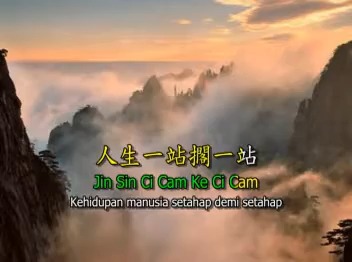 人生一站擱一站
Jin Sin Ci Cam Ke Ci Cam
Kehidupan manusia setahap demi setahap